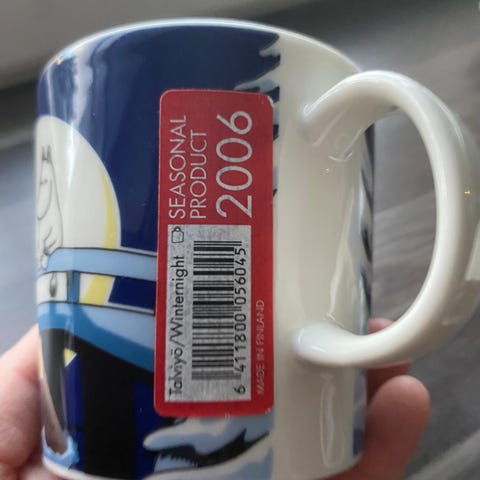 SEASONAL
PRODUCT
2006
Talviyö/Winternight
6 411800 056045
MADE IN FINLAND